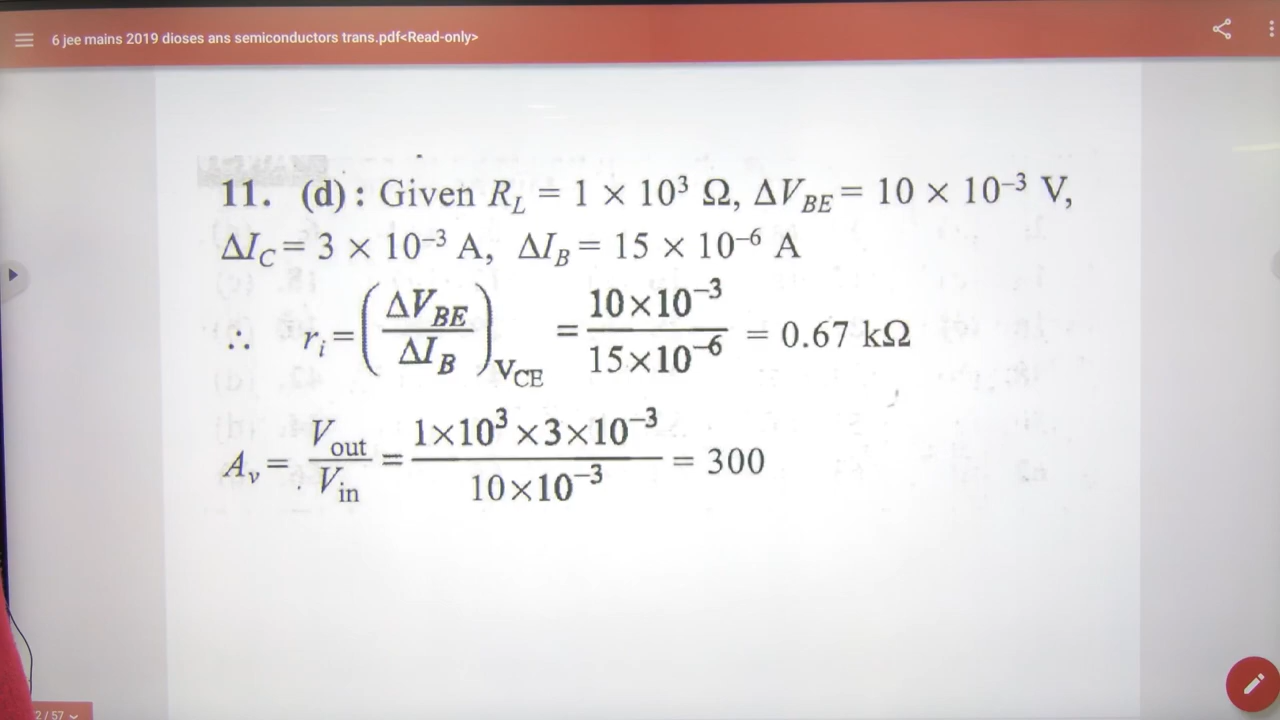 6 jee mains 2019 dioses ans semiconductors trans.pdf<Read-only>
11. (d) : Given R_L = 1 × 10³ Ω, ΔV_BE = 10 × 10⁻³ V,
ΔI_C = 3 × 10⁻³ A, ΔI_B = 15 × 10⁻⁶ A
∴ r_i = (ΔV_BE / ΔI_B)_V_CE = 10×10⁻³ / 15×10⁻⁶ = 0.67 kΩ
A_v = V_out / V_in = 1×10³ ×3×10⁻³ / 10×10⁻³ = 300
2 / 57